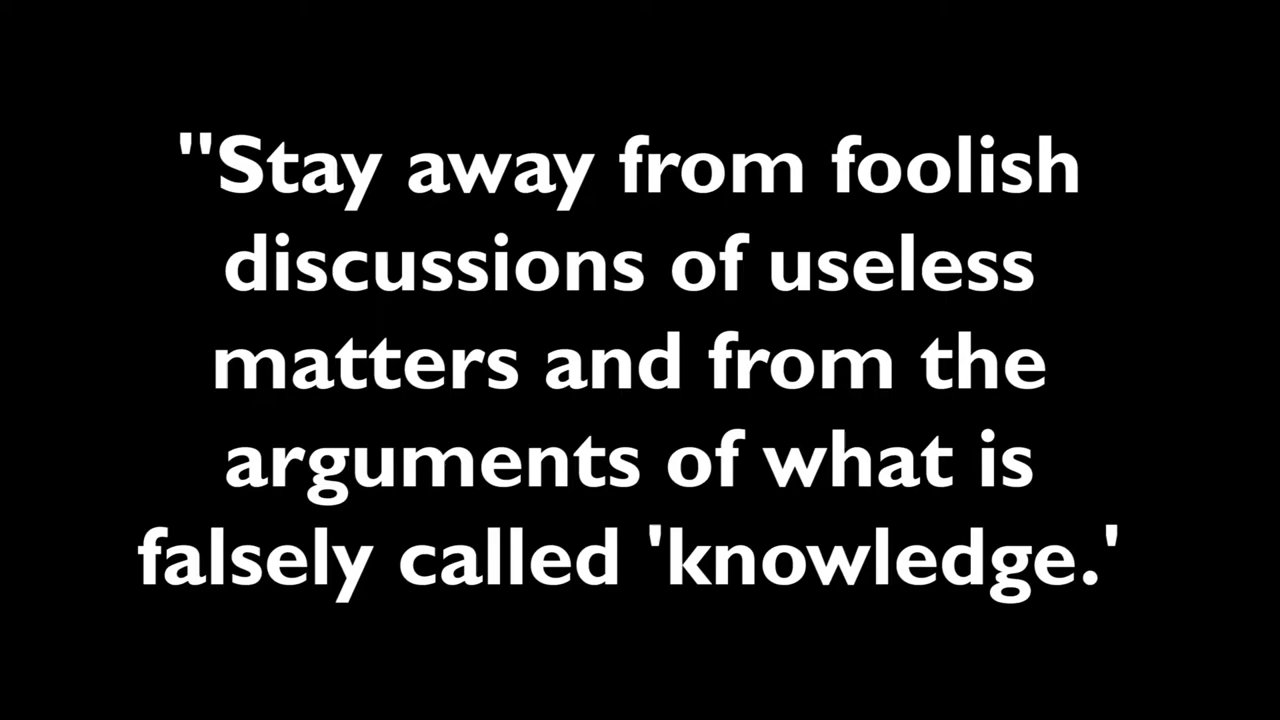 "Stay away from foolish
discussions of useless
matters and from the
arguments of what is
falsely called 'knowledge.'